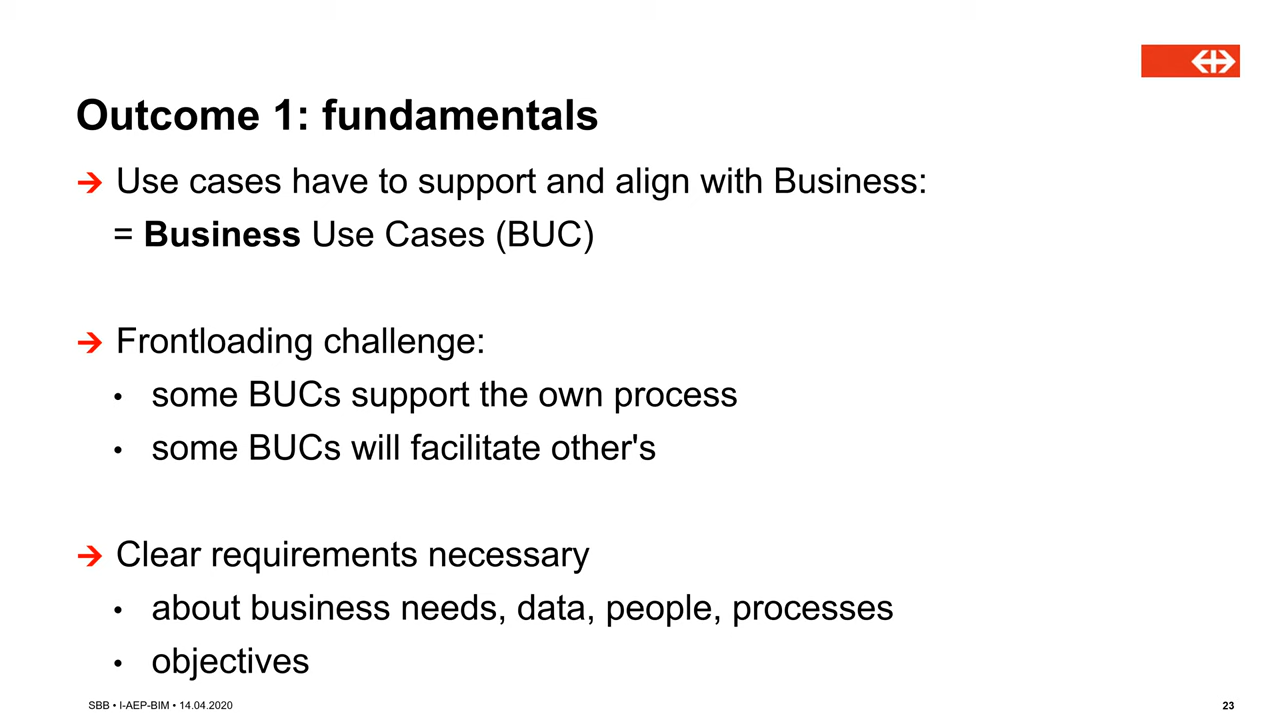 Outcome 1: fundamentals
→ Use cases have to support and align with Business:
= Business Use Cases (BUC)
→ Frontloading challenge:
• some BUCs support the own process
• some BUCs will facilitate other's
→ Clear requirements necessary
• about business needs, data, people, processes
• objectives
SBB • I-AEP-BIM • 14.04.2020
23